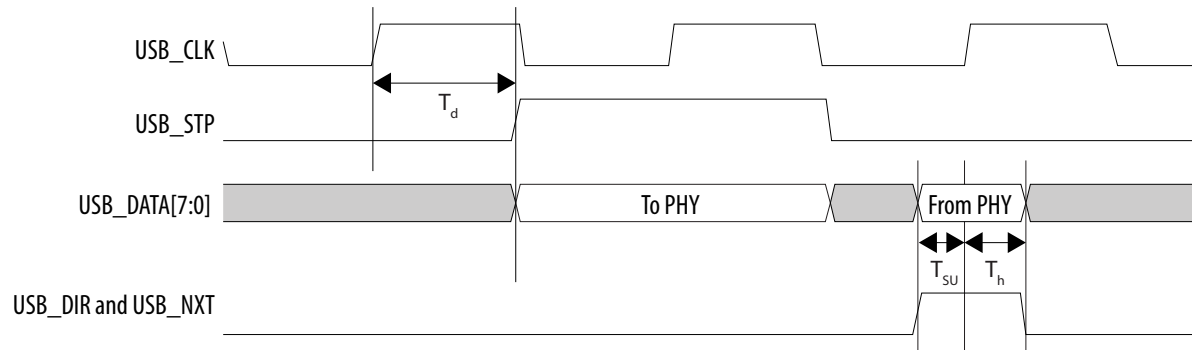 USB_CLK
T_d
USB_STP
USB_DATA[7:0]
To PHY
From PHY
T_SU
T_h
USB_DIR and USB_NXT